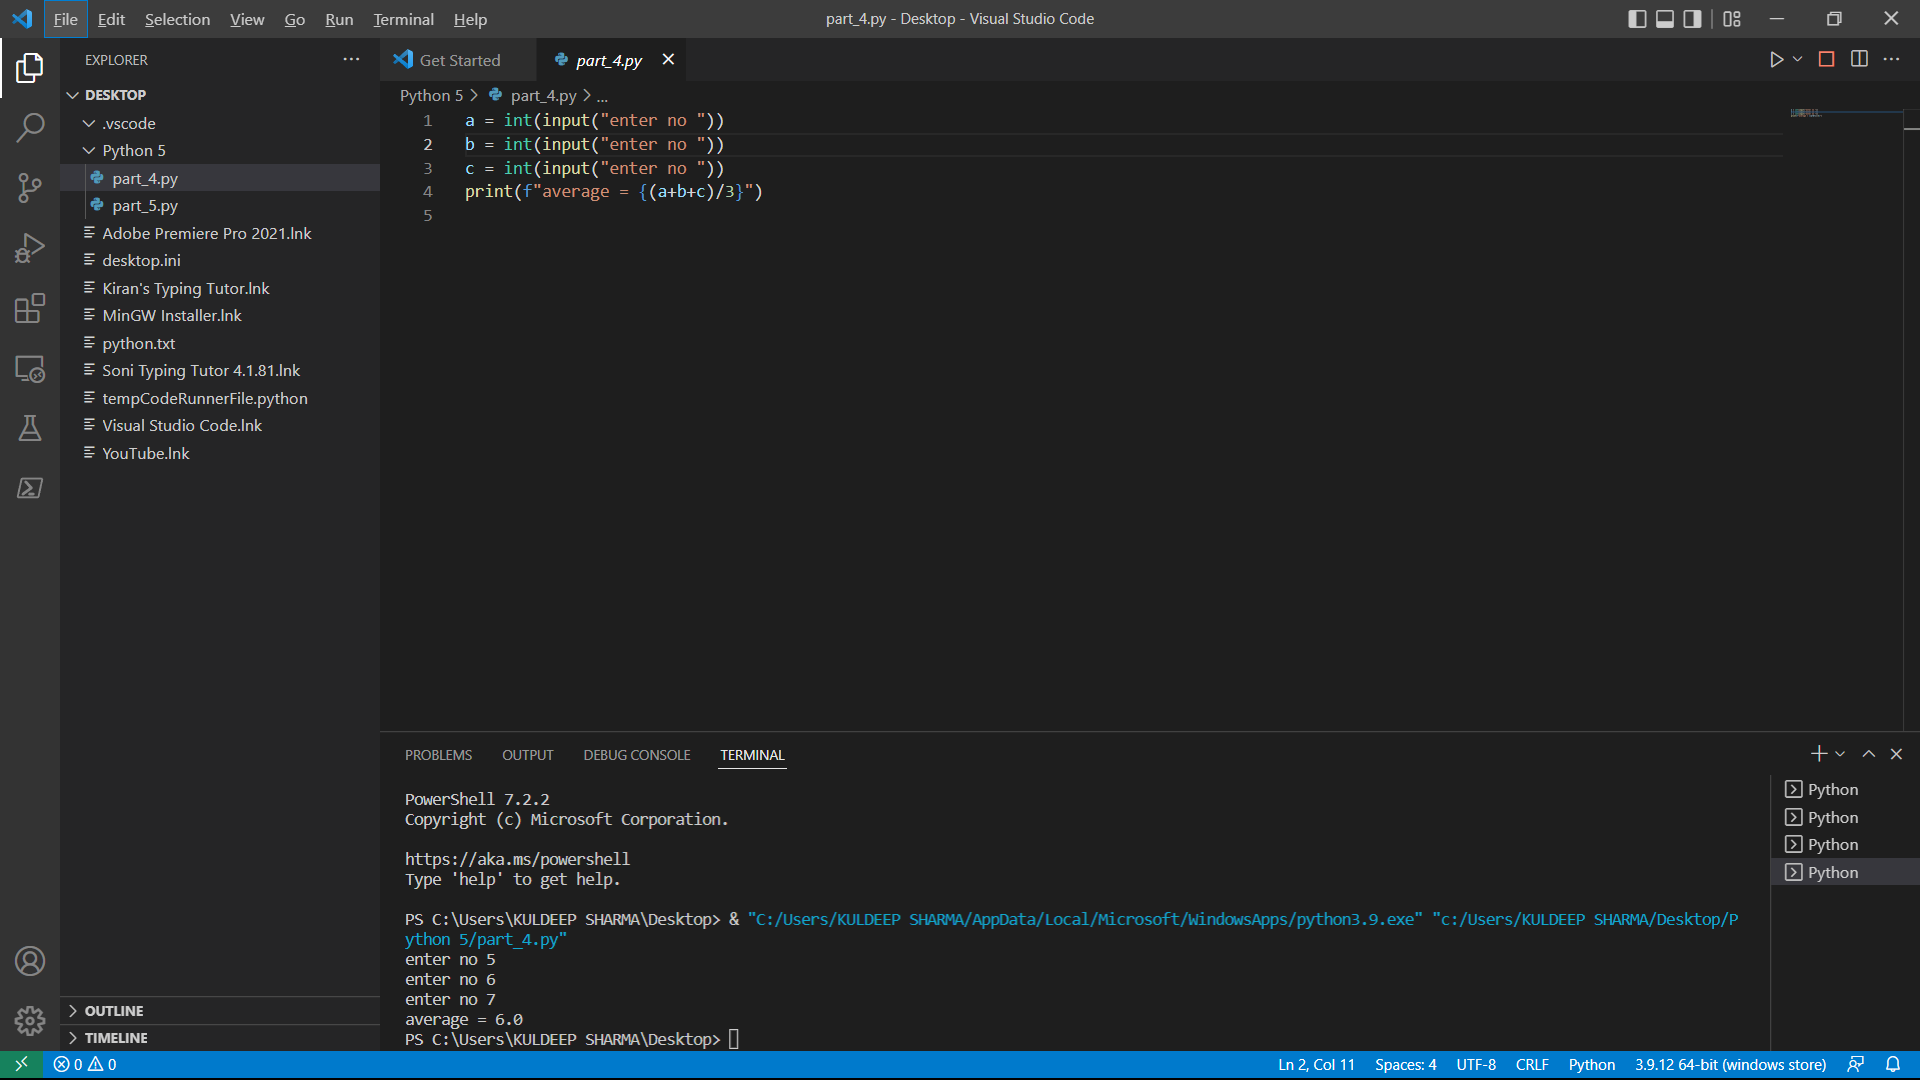 File Edit Selection View Go Run Terminal Help
part_4.py - Desktop - Visual Studio Code
EXPLORER
DESKTOP
.vscode
Python 5
part_4.py
part_5.py
Adobe Premiere Pro 2021.lnk
desktop.ini
Kiran's Typing Tutor.lnk
MinGW Installer.lnk
python.txt
Soni Typing Tutor 4.1.81.lnk
tempCodeRunnerFile.python
Visual Studio Code.lnk
YouTube.lnk
OUTLINE
TIMELINE
Get Started
part_4.py
Python 5 > part_4.py > ...
1 a = int(input("enter no "))
2 b = int(input("enter no "))
3 c = int(input("enter no "))
4 print(f"average = {(a+b+c)/3}")
5
PROBLEMS OUTPUT DEBUG CONSOLE TERMINAL
PowerShell 7.2.2
Copyright (c) Microsoft Corporation.
https://aka.ms/powershell
Type 'help' to get help.
PS C:\Users\KULDEEP SHARMA\Desktop> & "C:/Users/KULDEEP SHARMA/AppData/Local/Microsoft/WindowsApps/python3.9.exe" "c:/Users/KULDEEP SHARMA/Desktop/P
ython 5/part_4.py"
enter no 5
enter no 6
enter no 7
average = 6.0
PS C:\Users\KULDEEP SHARMA\Desktop>
Python
Python
Python
Python
0 0
Ln 2, Col 11 Spaces: 4 UTF-8 CRLF Python 3.9.12 64-bit (windows store)